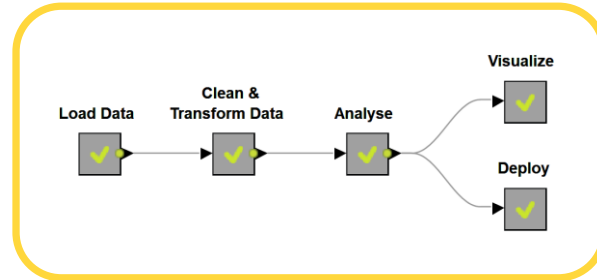 Load Data
Clean &
Transform Data
Analyse
Visualize
Deploy